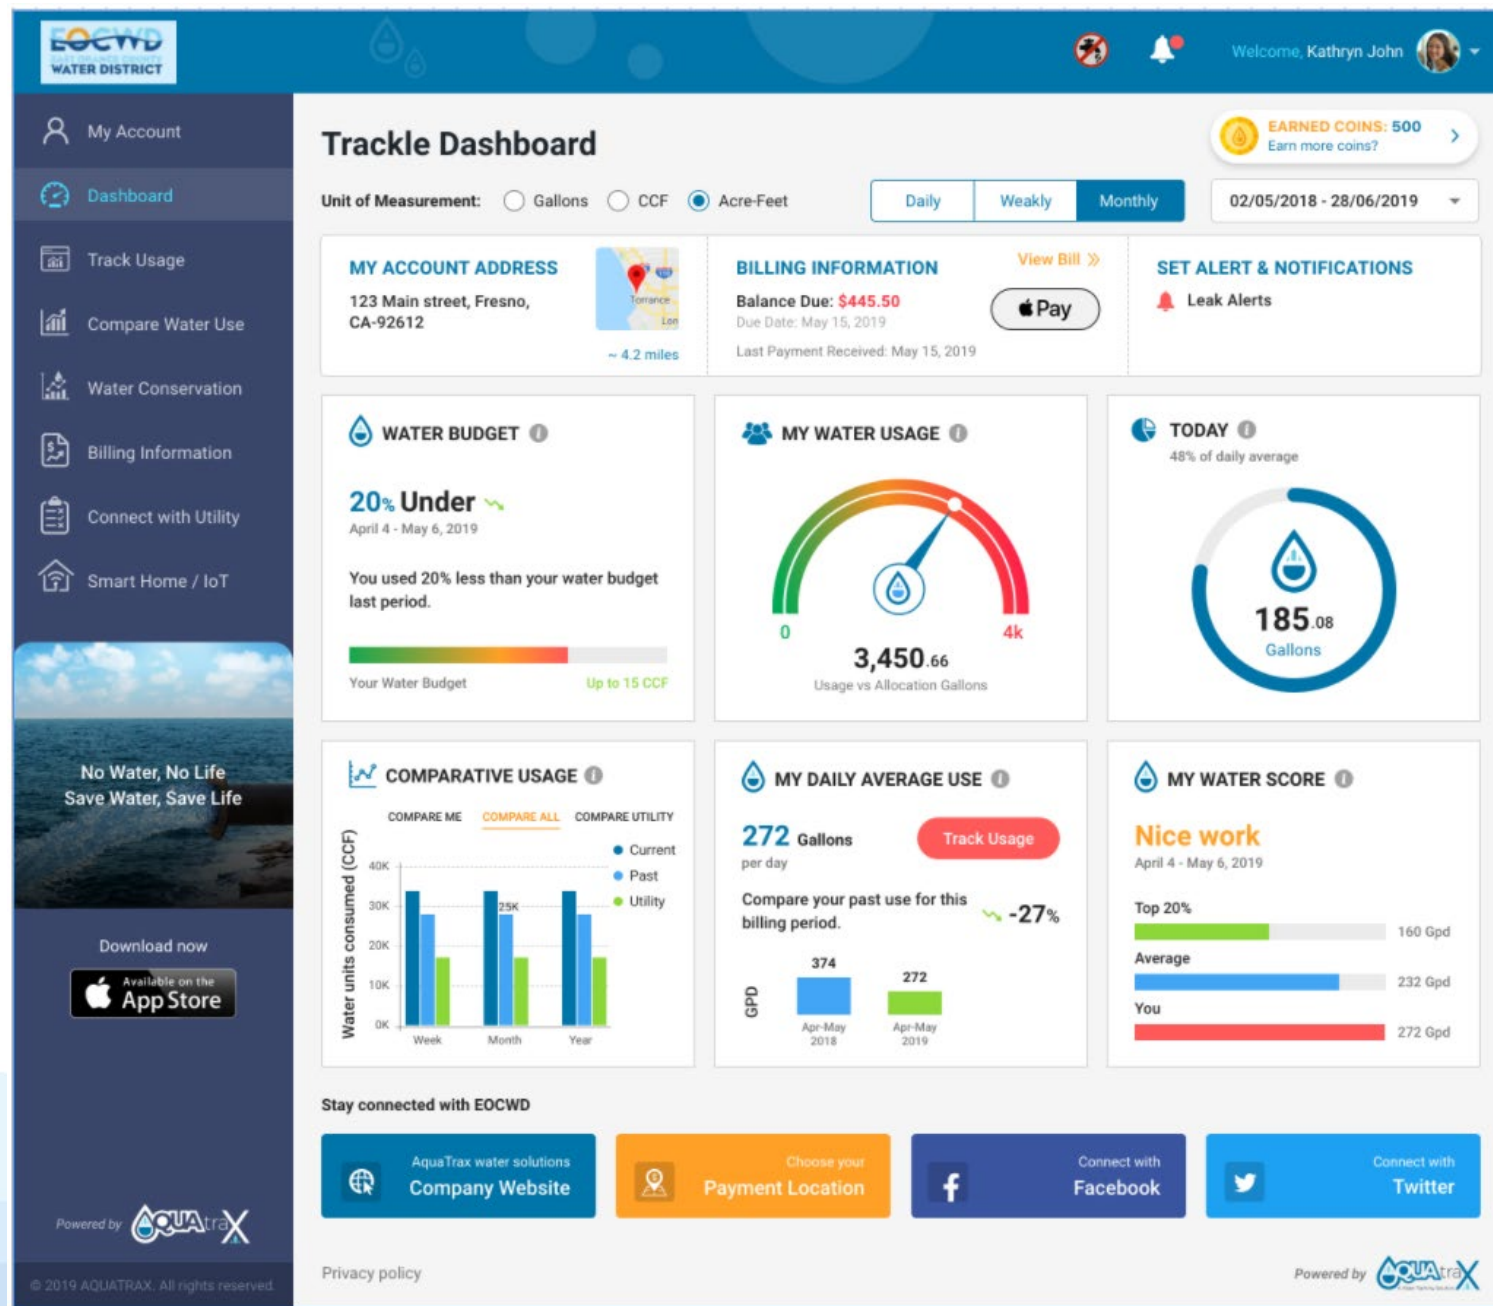 EOCWD
EAST ORANGE COUNTY
WATER DISTRICT
Welcome, Kathryn John
My Account
Dashboard
Track Usage
Compare Water Use
Water Conservation
Billing Information
Connect with Utility
Smart Home / IoT
No Water, No Life
Save Water, Save Life
Download now
Available on the
App Store
Powered by AQUAtraX
© 2019 AQUATRAX. All rights reserved.
Trackle Dashboard
EARNED COINS: 500
Earn more coins?
Unit of Measurement: Gallons CCF Acre-Feet
Daily Weakly Monthly
02/05/2018 - 28/06/2019
MY ACCOUNT ADDRESS
123 Main street, Fresno,
CA-92612
Torrance
Lon
~ 4.2 miles
BILLING INFORMATION
View Bill »
Balance Due: $445.50
Due Date: May 15, 2019
Last Payment Received: May 15, 2019
Pay
SET ALERT & NOTIFICATIONS
Leak Alerts
WATER BUDGET i
20% Under
April 4 - May 6, 2019
You used 20% less than your water budget
last period.
Your Water Budget Up to 15 CCF
MY WATER USAGE i
0 4k
3,450.66
Usage vs Allocation Gallons
TODAY i
48% of daily average
185.08
Gallons
COMPARATIVE USAGE i
COMPARE ME COMPARE ALL COMPARE UTILITY
Water units consumed (CCF)
Current
Past
Utility
40K
30K
20K
10K
0K
25K
Week Month Year
MY DAILY AVERAGE USE i
272 Gallons
per day
Track Usage
Compare your past use for this
billing period.
-27%
GPD
374 272
Apr-May Apr-May
2018 2019
MY WATER SCORE i
Nice work
April 4 - May 6, 2019
Top 20%
160 Gpd
Average
232 Gpd
You
272 Gpd
Stay connected with EOCWD
AquaTrax water solutions
Company Website
Choose your
Payment Location
Connect with
Facebook
Connect with
Twitter
Privacy policy
Powered by AQUAtraX